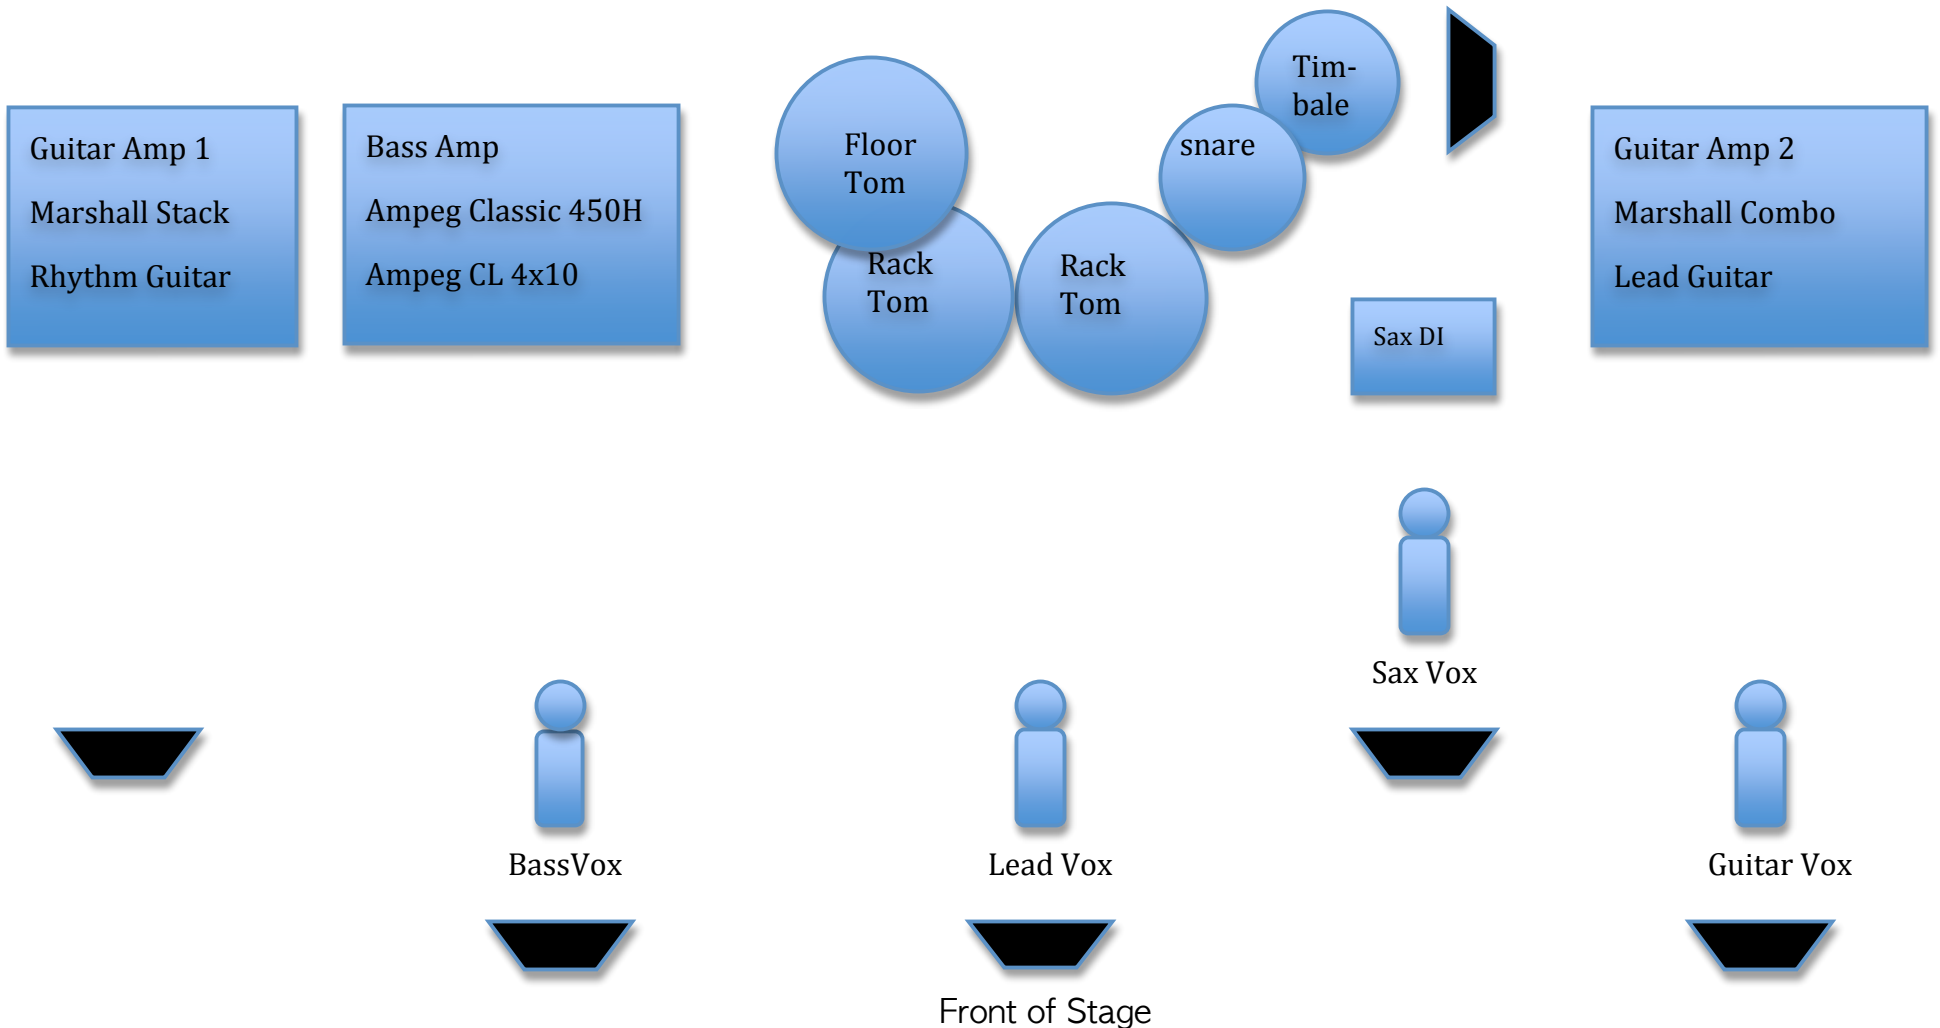 Guitar Amp 1
Marshall Stack
Rhythm Guitar
Bass Amp
Ampeg Classic 450H
Ampeg CL 4x10
Floor
Tom
Rack
Tom
Rack
Tom
snare
Tim-
bale
Guitar Amp 2
Marshall Combo
Lead Guitar
Sax DI
Sax Vox
BassVox
Lead Vox
Guitar Vox
Front of Stage